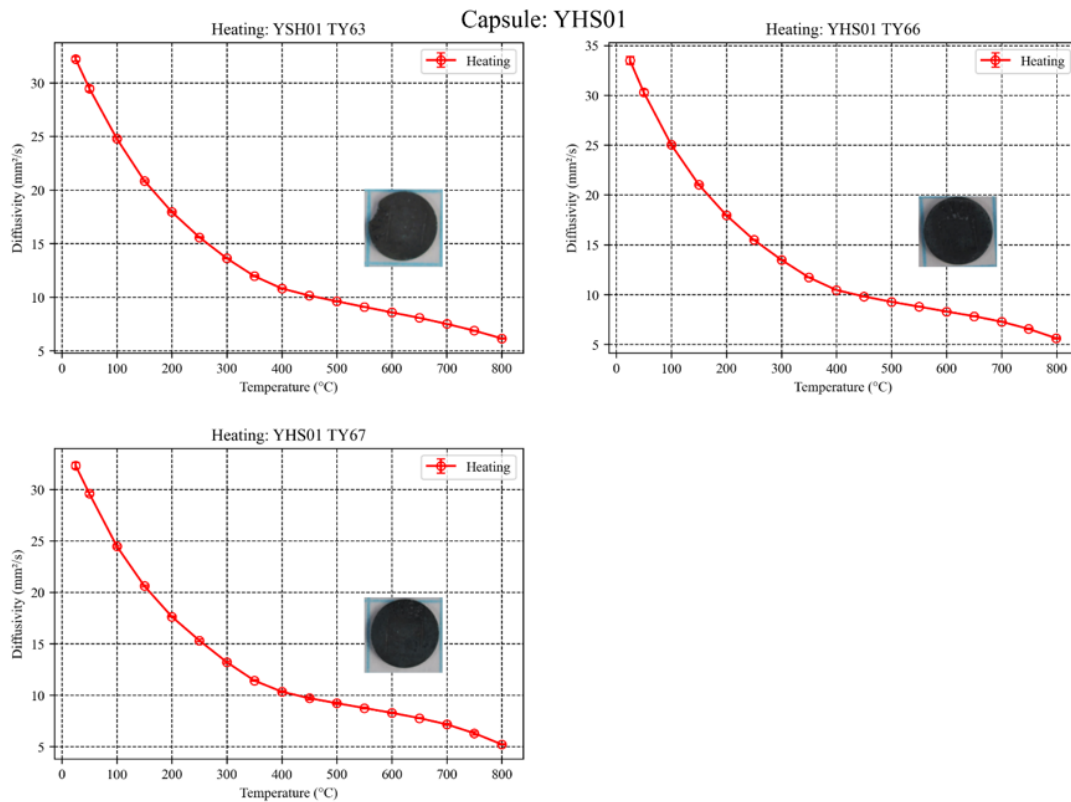 Capsule: YHS01
Heating: YSH01 TY63
Heating
Diffusivity (mm²/s)
30
25
20
15
10
5
0 100 200 300 400 500 600 700 800
Temperature (°C)
Heating: YHS01 TY66
Heating
Diffusivity (mm²/s)
35
30
25
20
15
10
5
0 100 200 300 400 500 600 700 800
Temperature (°C)
Heating: YHS01 TY67
Heating
Diffusivity (mm²/s)
30
25
20
15
10
5
0 100 200 300 400 500 600 700 800
Temperature (°C)